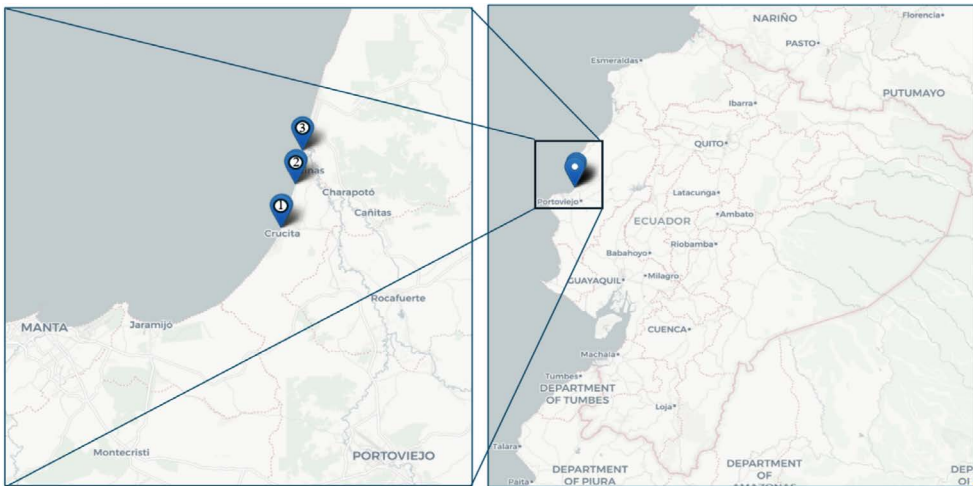 3
2
Charapotó
Cañitas
1
Crucita
Rocafuerte
MANTA
Jaramijó
Montecristi
PORTOVIEJO
NARIÑO
Florencia
PASTO
Esmeraldas
PUTUMAYO
Ibarra
QUITO
Latacunga
Portoviejo
ECUADOR
Ambato
Riobamba
Babahoyo
GUAYAQUIL
Milagro
CUENCA
Machala
Tumbes
DEPARTMENT
OF TUMBES
Loja
Talara
DEPARTMENT
OF PIURA
Paita
DEPARTMENT
OF